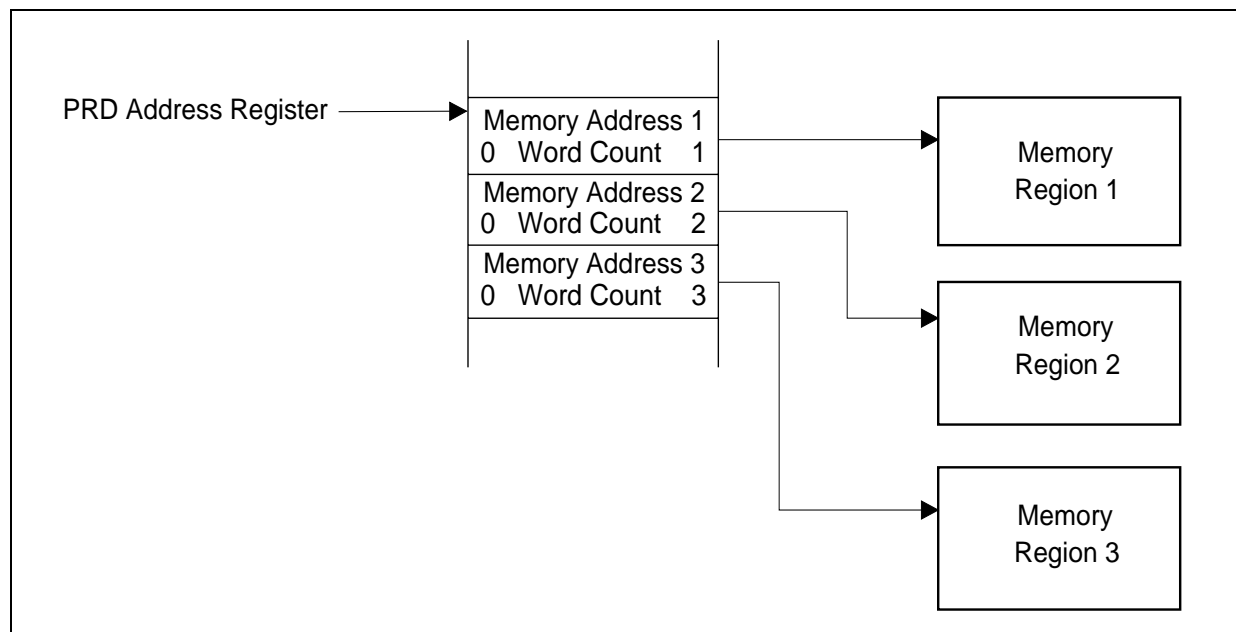 PRD Address Register
Memory Address 1
0 Word Count 1
Memory Address 2
0 Word Count 2
Memory Address 3
0 Word Count 3
Memory
Region 1
Memory
Region 2
Memory
Region 3